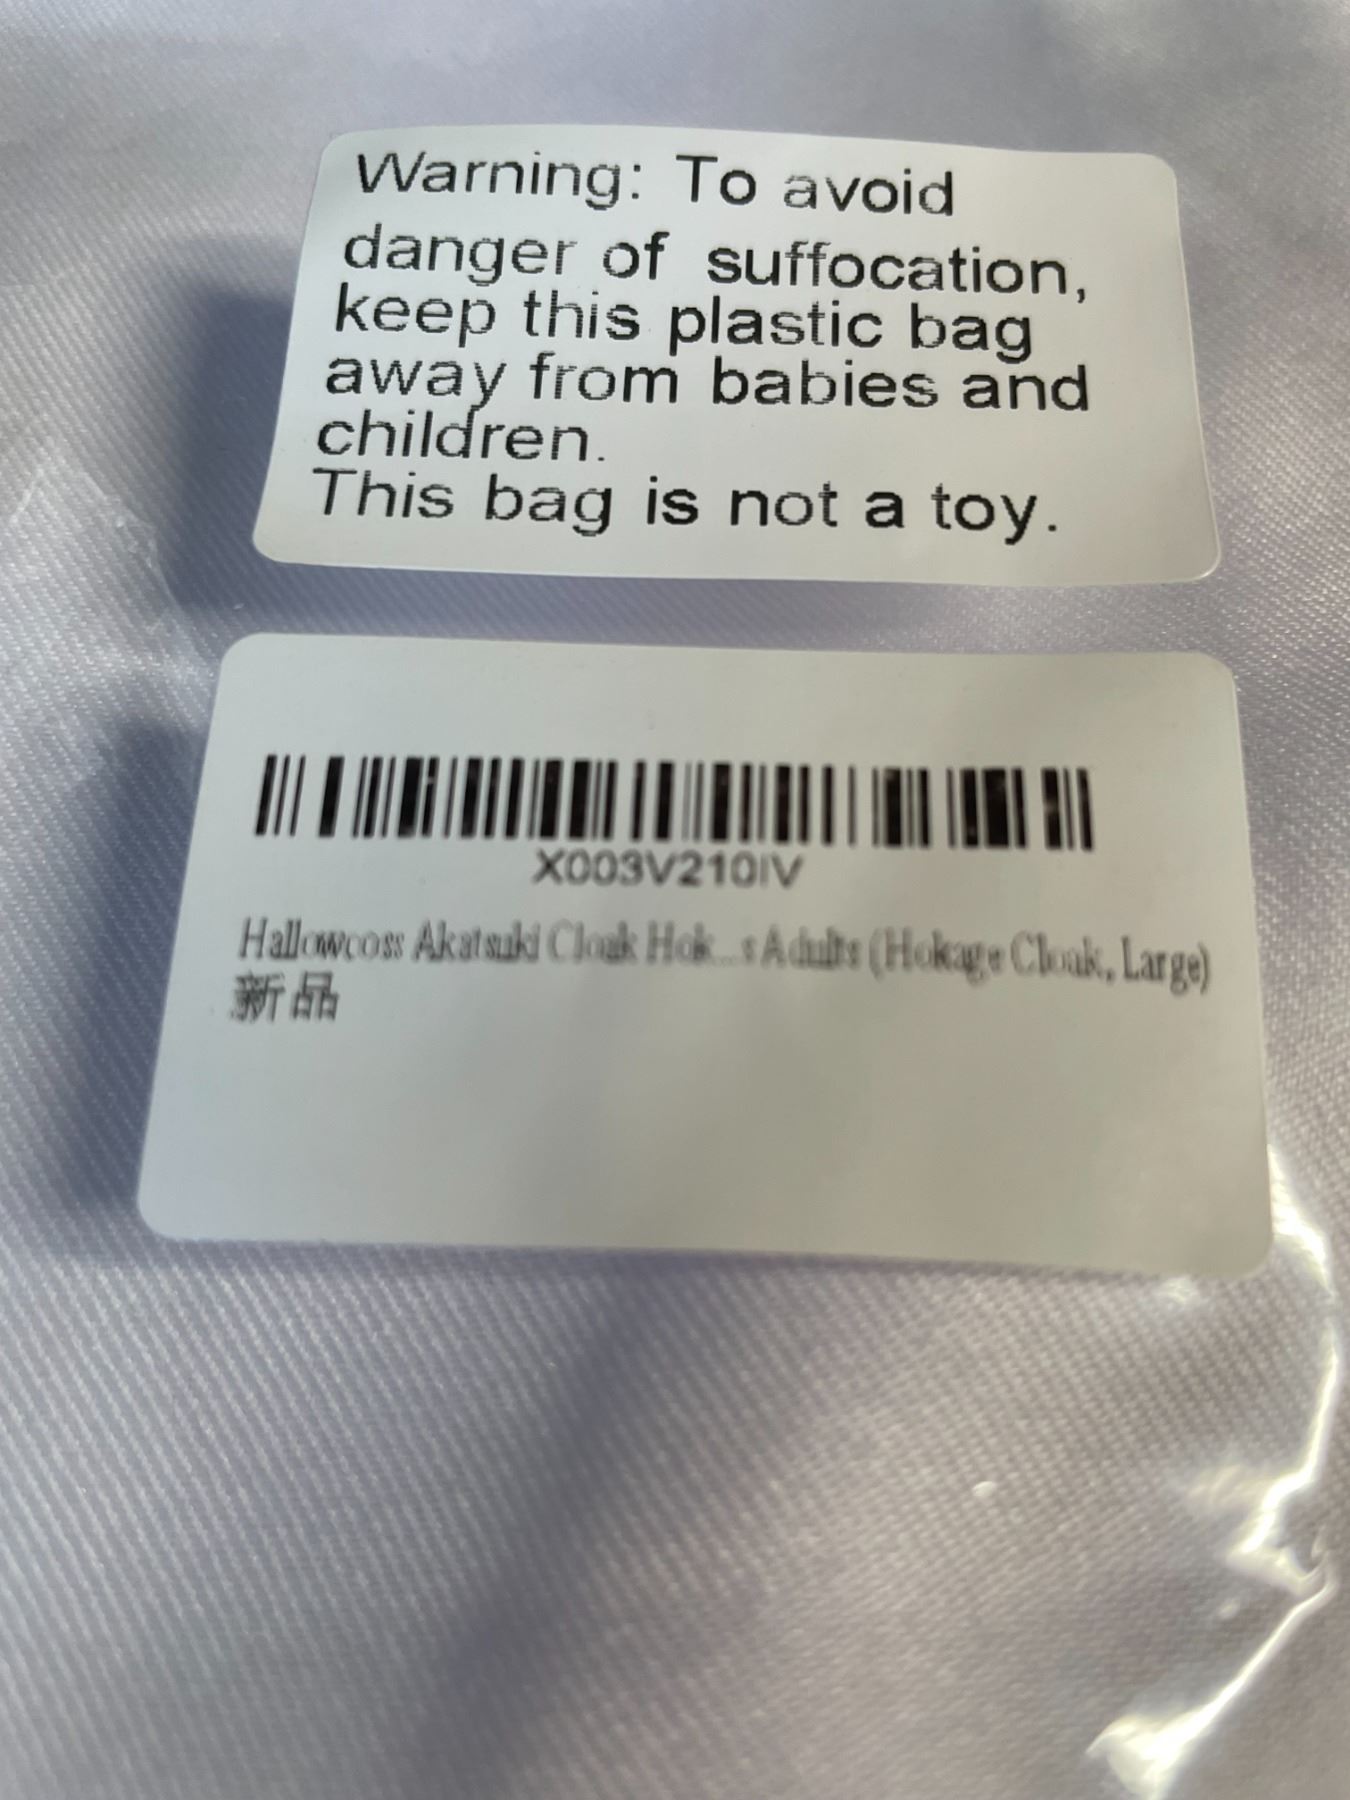 Warning: To avoid
danger of suffocation,
keep this plastic bag
away from babies and
children.
This bag is not a toy.
X003V210IV
Hallowcoss Akatsuki Cloak Hok...s Adults (Hokage Cloak, Large)
新品